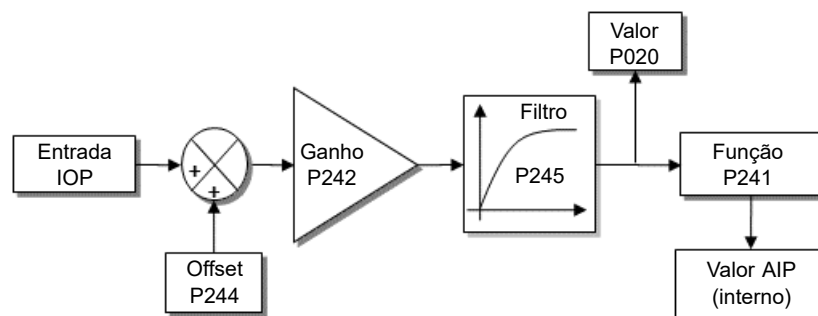 Entrada
IOP
+
+
Offset
P244
Ganho
P242
Filtro
P245
Valor
P020
Função
P241
Valor AIP
(interno)